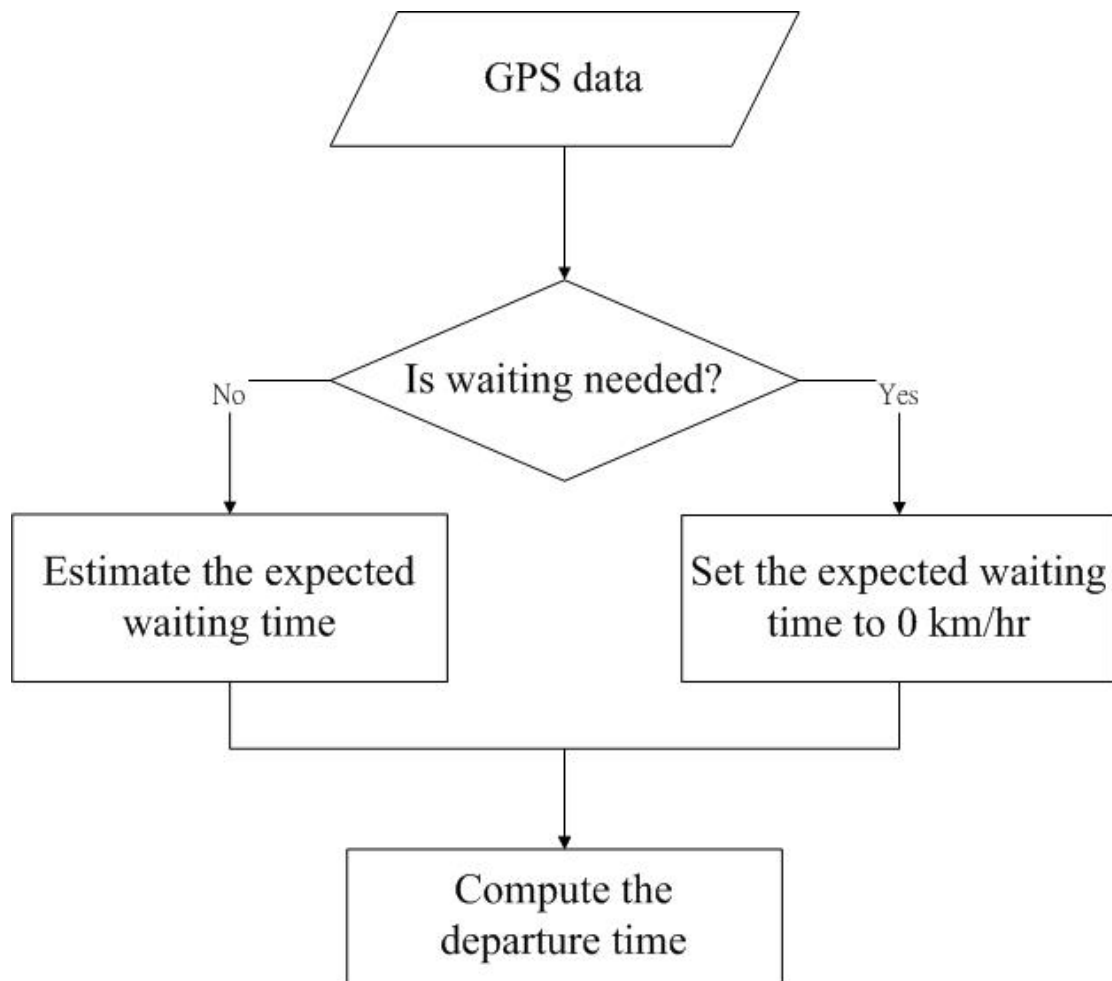 GPS data
Is waiting needed?
No
Yes
Estimate the expected
waiting time
Set the expected waiting
time to 0 km/hr
Compute the
departure time